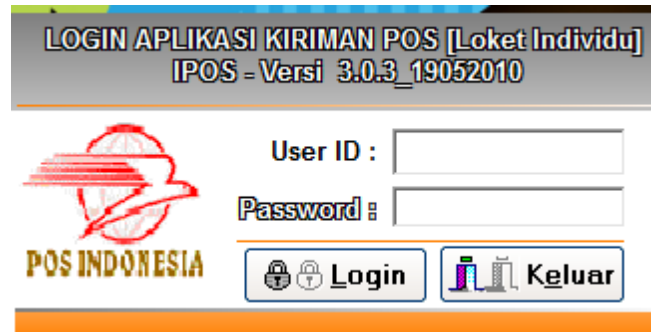 LOGIN APLIKASI KIRIMAN POS [Loket Individu]
IPOS - Versi 3.0.3_19052010
User ID :
Password :
POS INDONESIA
Login
Keluar